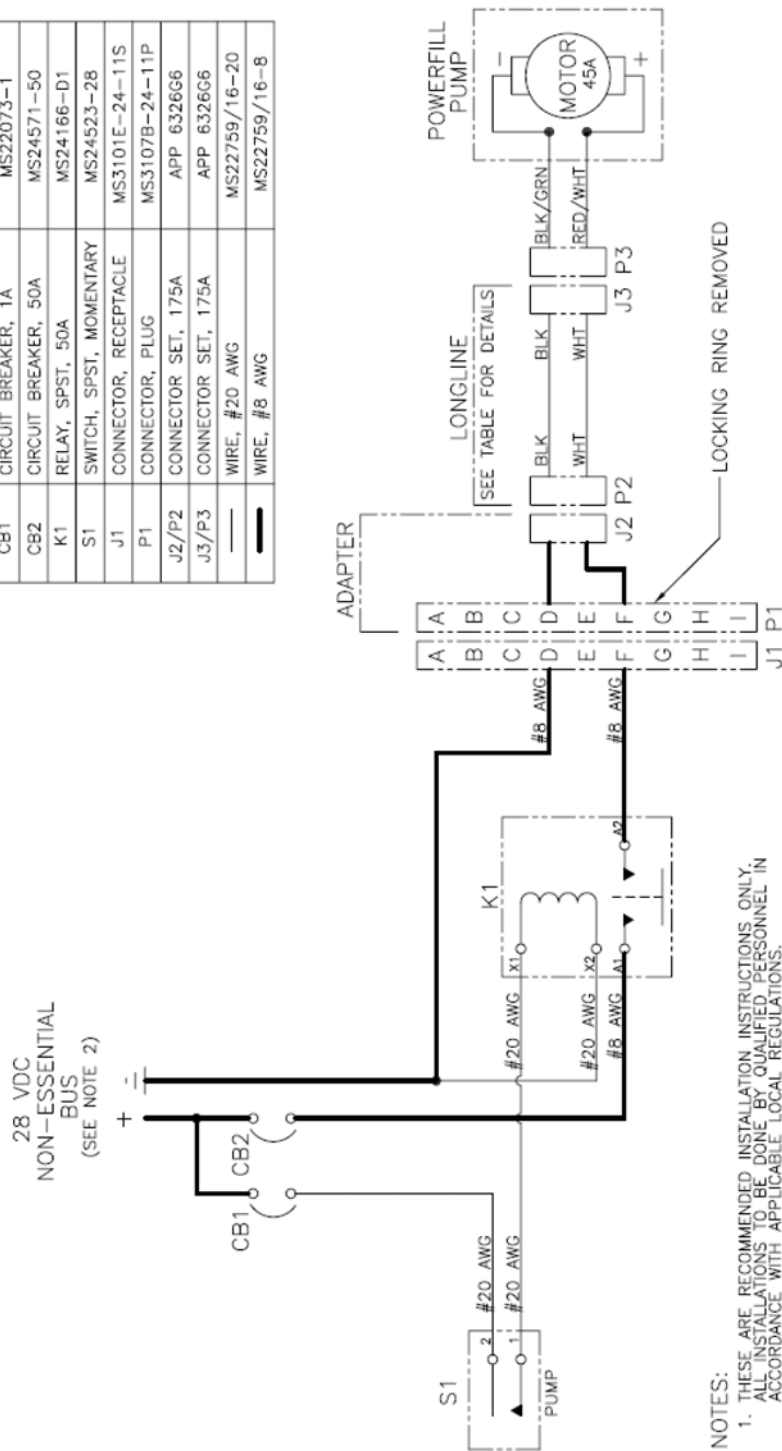 CB1 CIRCUIT BREAKER, 1A MS22073-1
CB2 CIRCUIT BREAKER, 50A MS24571-50
K1 RELAY, SPST, 50A MS24166-D1
S1 SWITCH, SPST, MOMENTARY MS24523-28
J1 CONNECTOR, RECEPTACLE MS3101E-24-11S
P1 CONNECTOR, PLUG MS3107B-24-11P
J2/P2 CONNECTOR SET, 175A APP 6326G6
J3/P3 CONNECTOR SET, 175A APP 6326G6
WIRE, #20 AWG MS22759/16-20
WIRE, #8 AWG MS22759/16-8
28 VDC
NON-ESSENTIAL
BUS
(SEE NOTE 2)
+
-
CB1
CB2
S1
2
1
PUMP
#20 AWG
#20 AWG
K1
X1
X2
A1
A2
#20 AWG
#20 AWG
#8 AWG
#8 AWG
#8 AWG
A
B
C
D
E
F
G
H
I
J1
A
B
C
D
E
F
G
H
I
P1
ADAPTER
J2
P2
LONGLINE
SEE TABLE FOR DETAILS
BLK
BLK
WHT
WHT
J3
P3
BLK/GRN
RED/WHT
POWERFILL
PUMP
-
MOTOR
45A
+
LOCKING RING REMOVED
NOTES:
1. THESE ARE RECOMMENDED INSTALLATION INSTRUCTIONS ONLY.
ALL INSTALLATIONS TO BE DONE BY QUALIFIED PERSONNEL IN
ACCORDANCE WITH APPLICABLE LOCAL REGULATIONS.